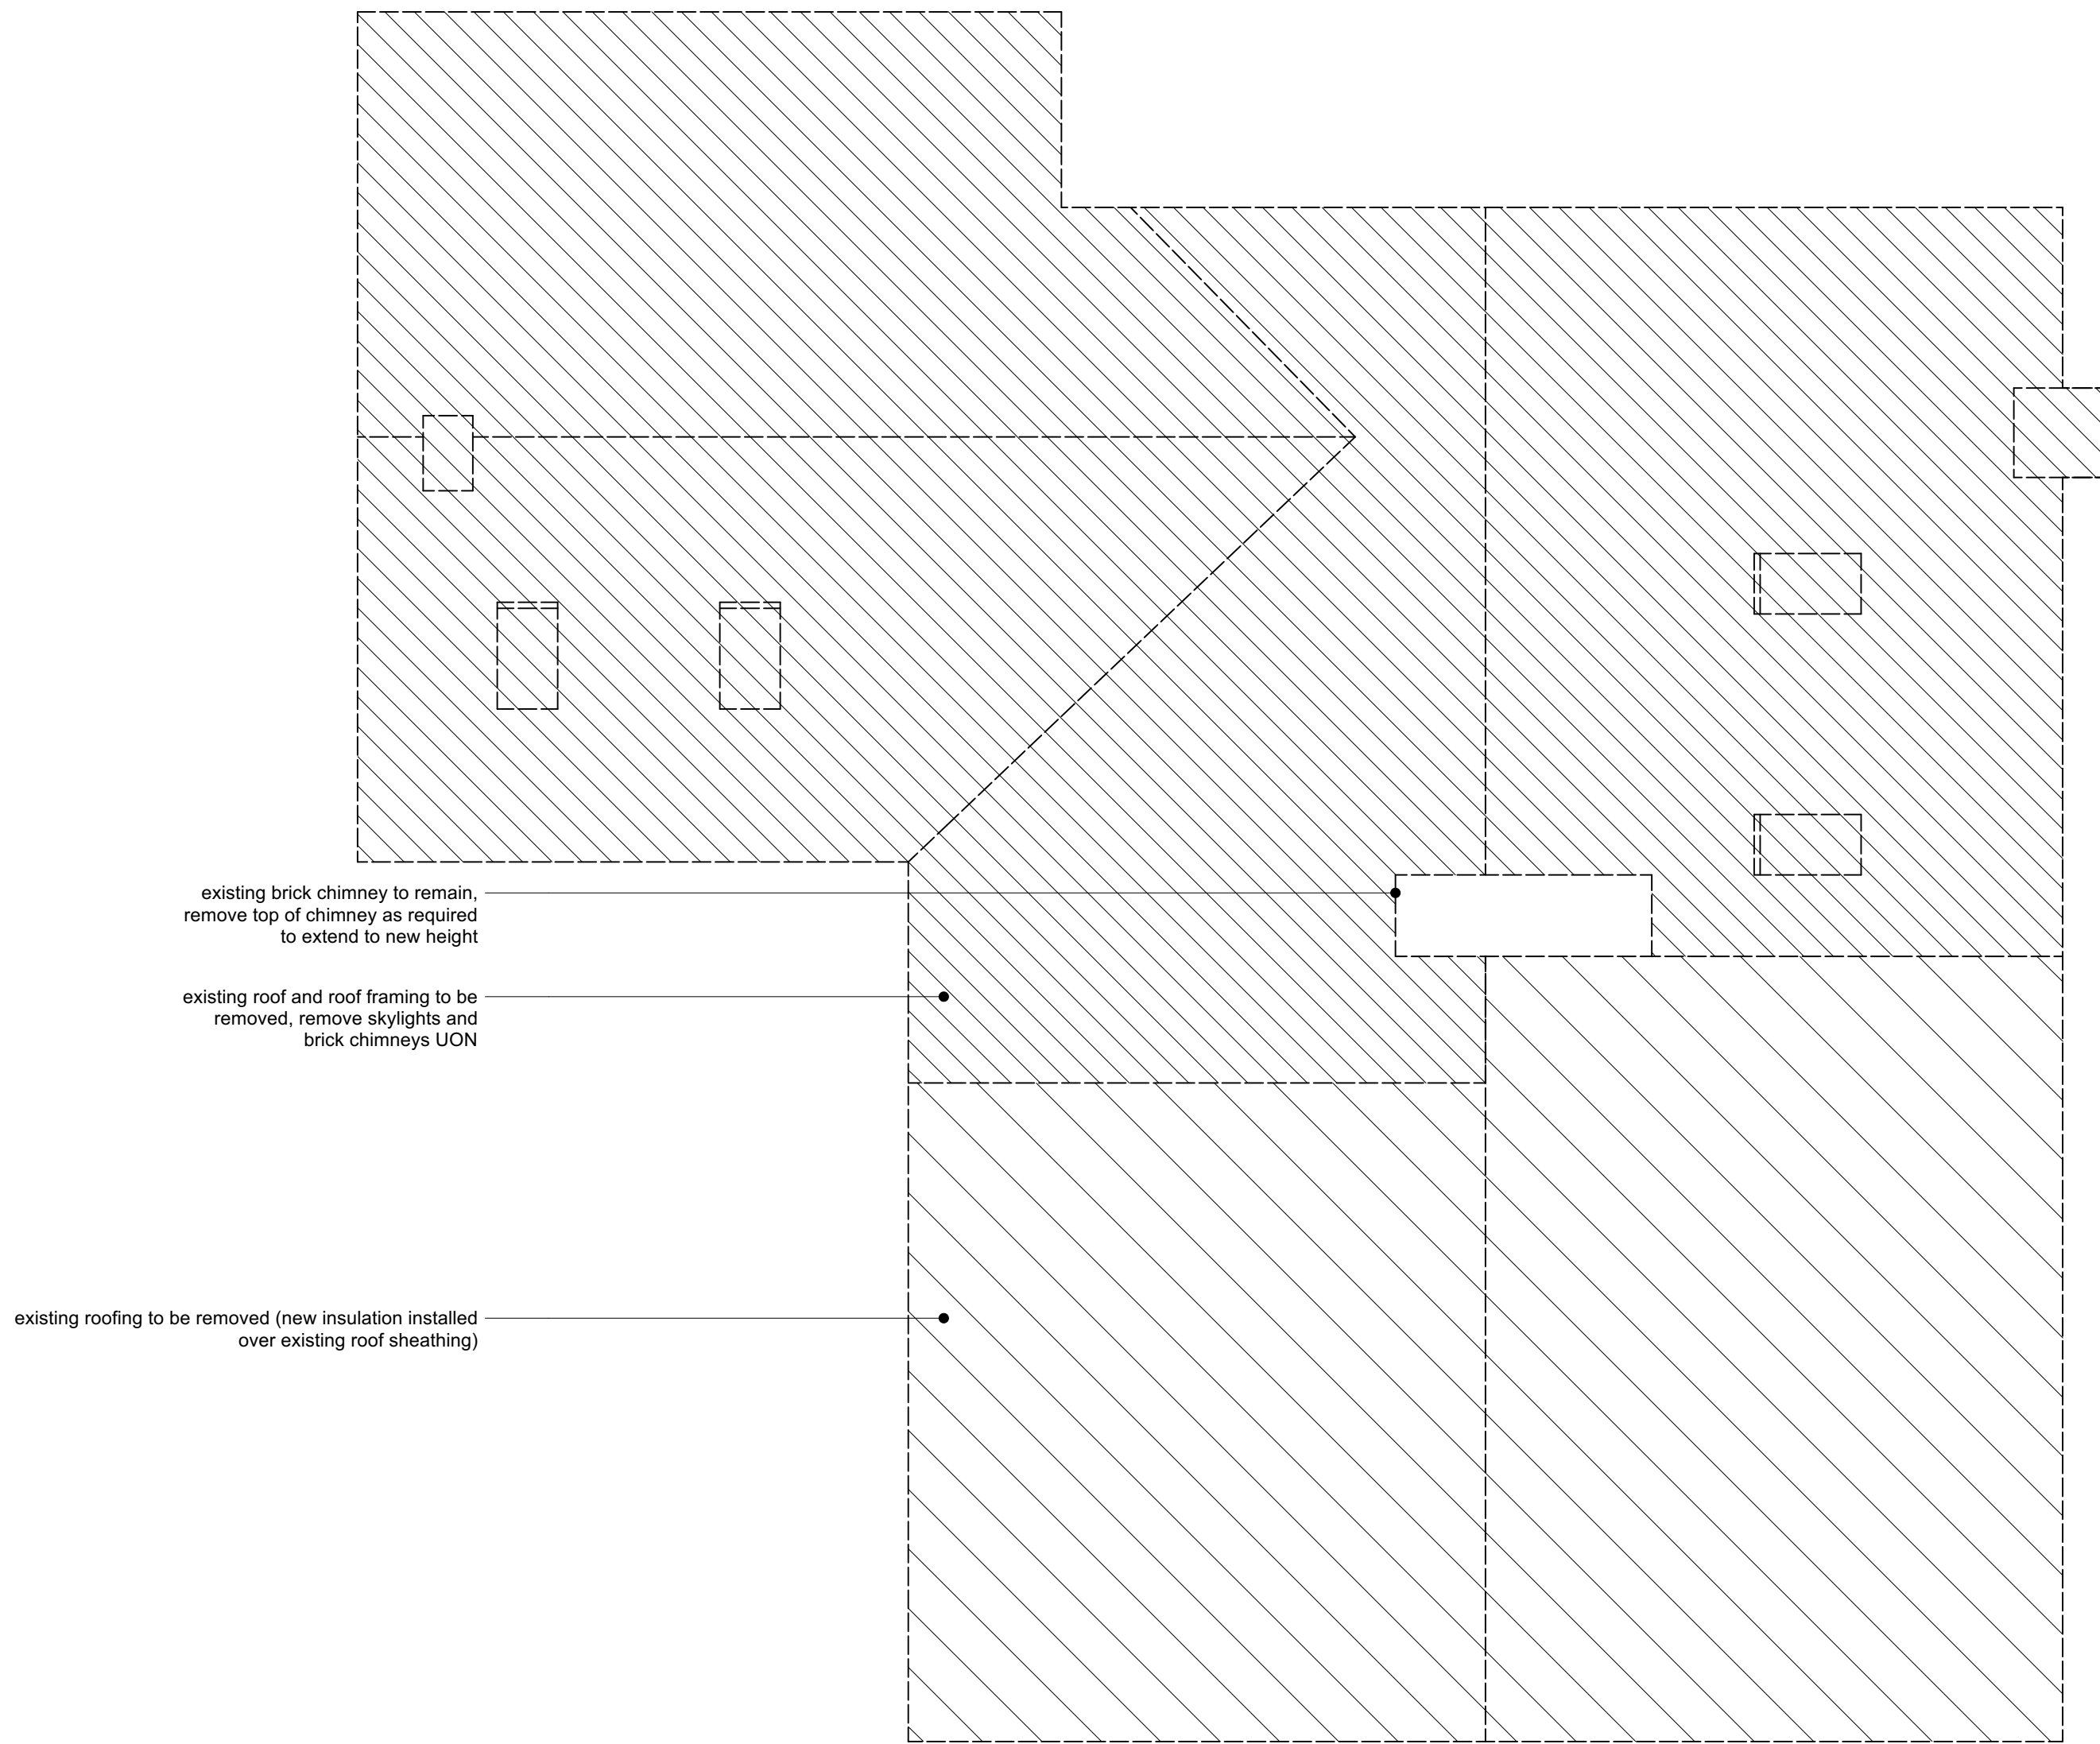 existing brick chimney to remain,
remove top of chimney as required
to extend to new height
existing roof and roof framing to be
removed, remove skylights and
brick chimneys UON
existing roofing to be removed (new insulation installed
over existing roof sheathing)